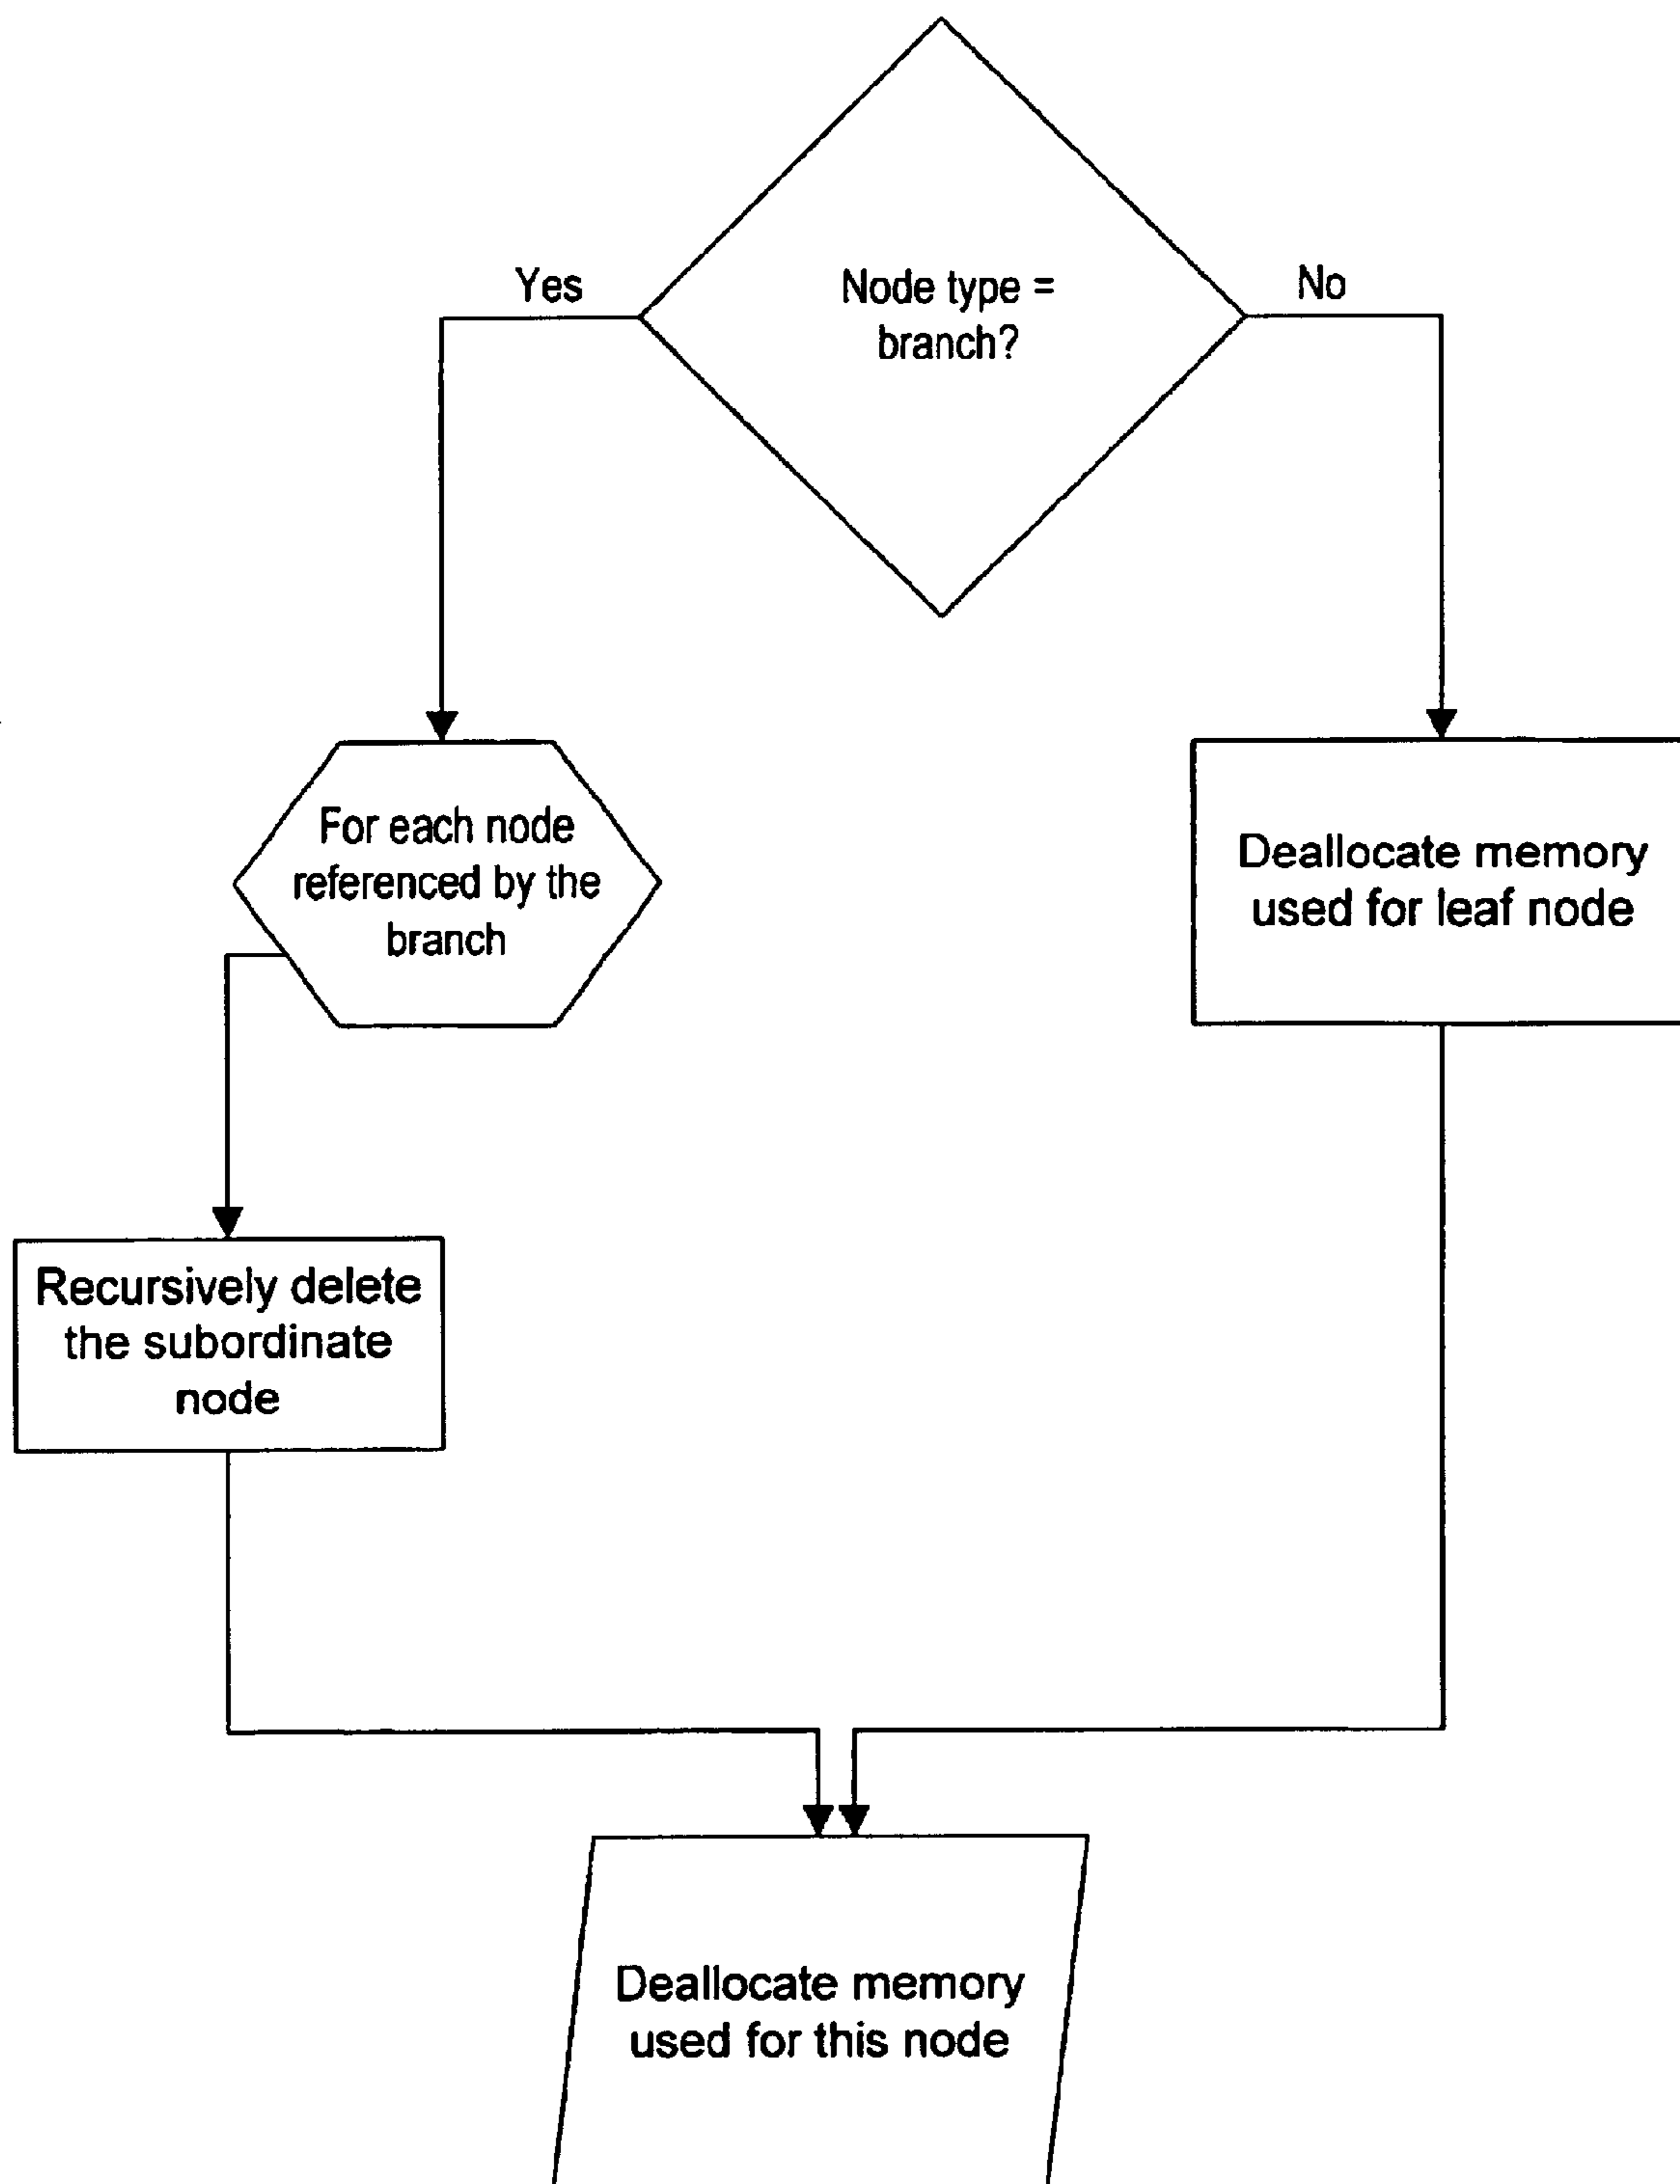 Node type =
branch?
Yes
No
For each node
referenced by the
branch
Deallocate memory
used for leaf node
Recursively delete
the subordinate
node
Deallocate memory
used for this node